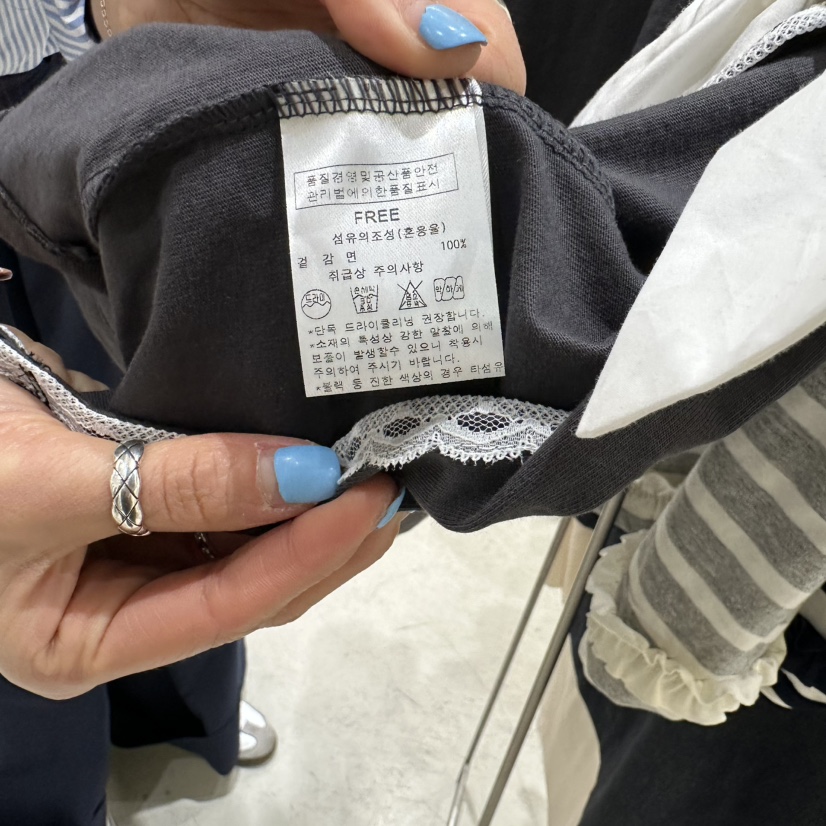 품질경영및공산품안전
관리법에의한품질표시
FREE
섬유의조성(혼용율)
겉 감 면 100%
취급상 주의사항
드라이
약하게
*단독 드라이클리닝 권장합니다.
*소재의 특성상 강한 압찰에 의해
보풀이 발생할수 있으니 착용시
주의하여 주시기 바랍니다.
*블랙 등 진한 색상의 경우 타섬유